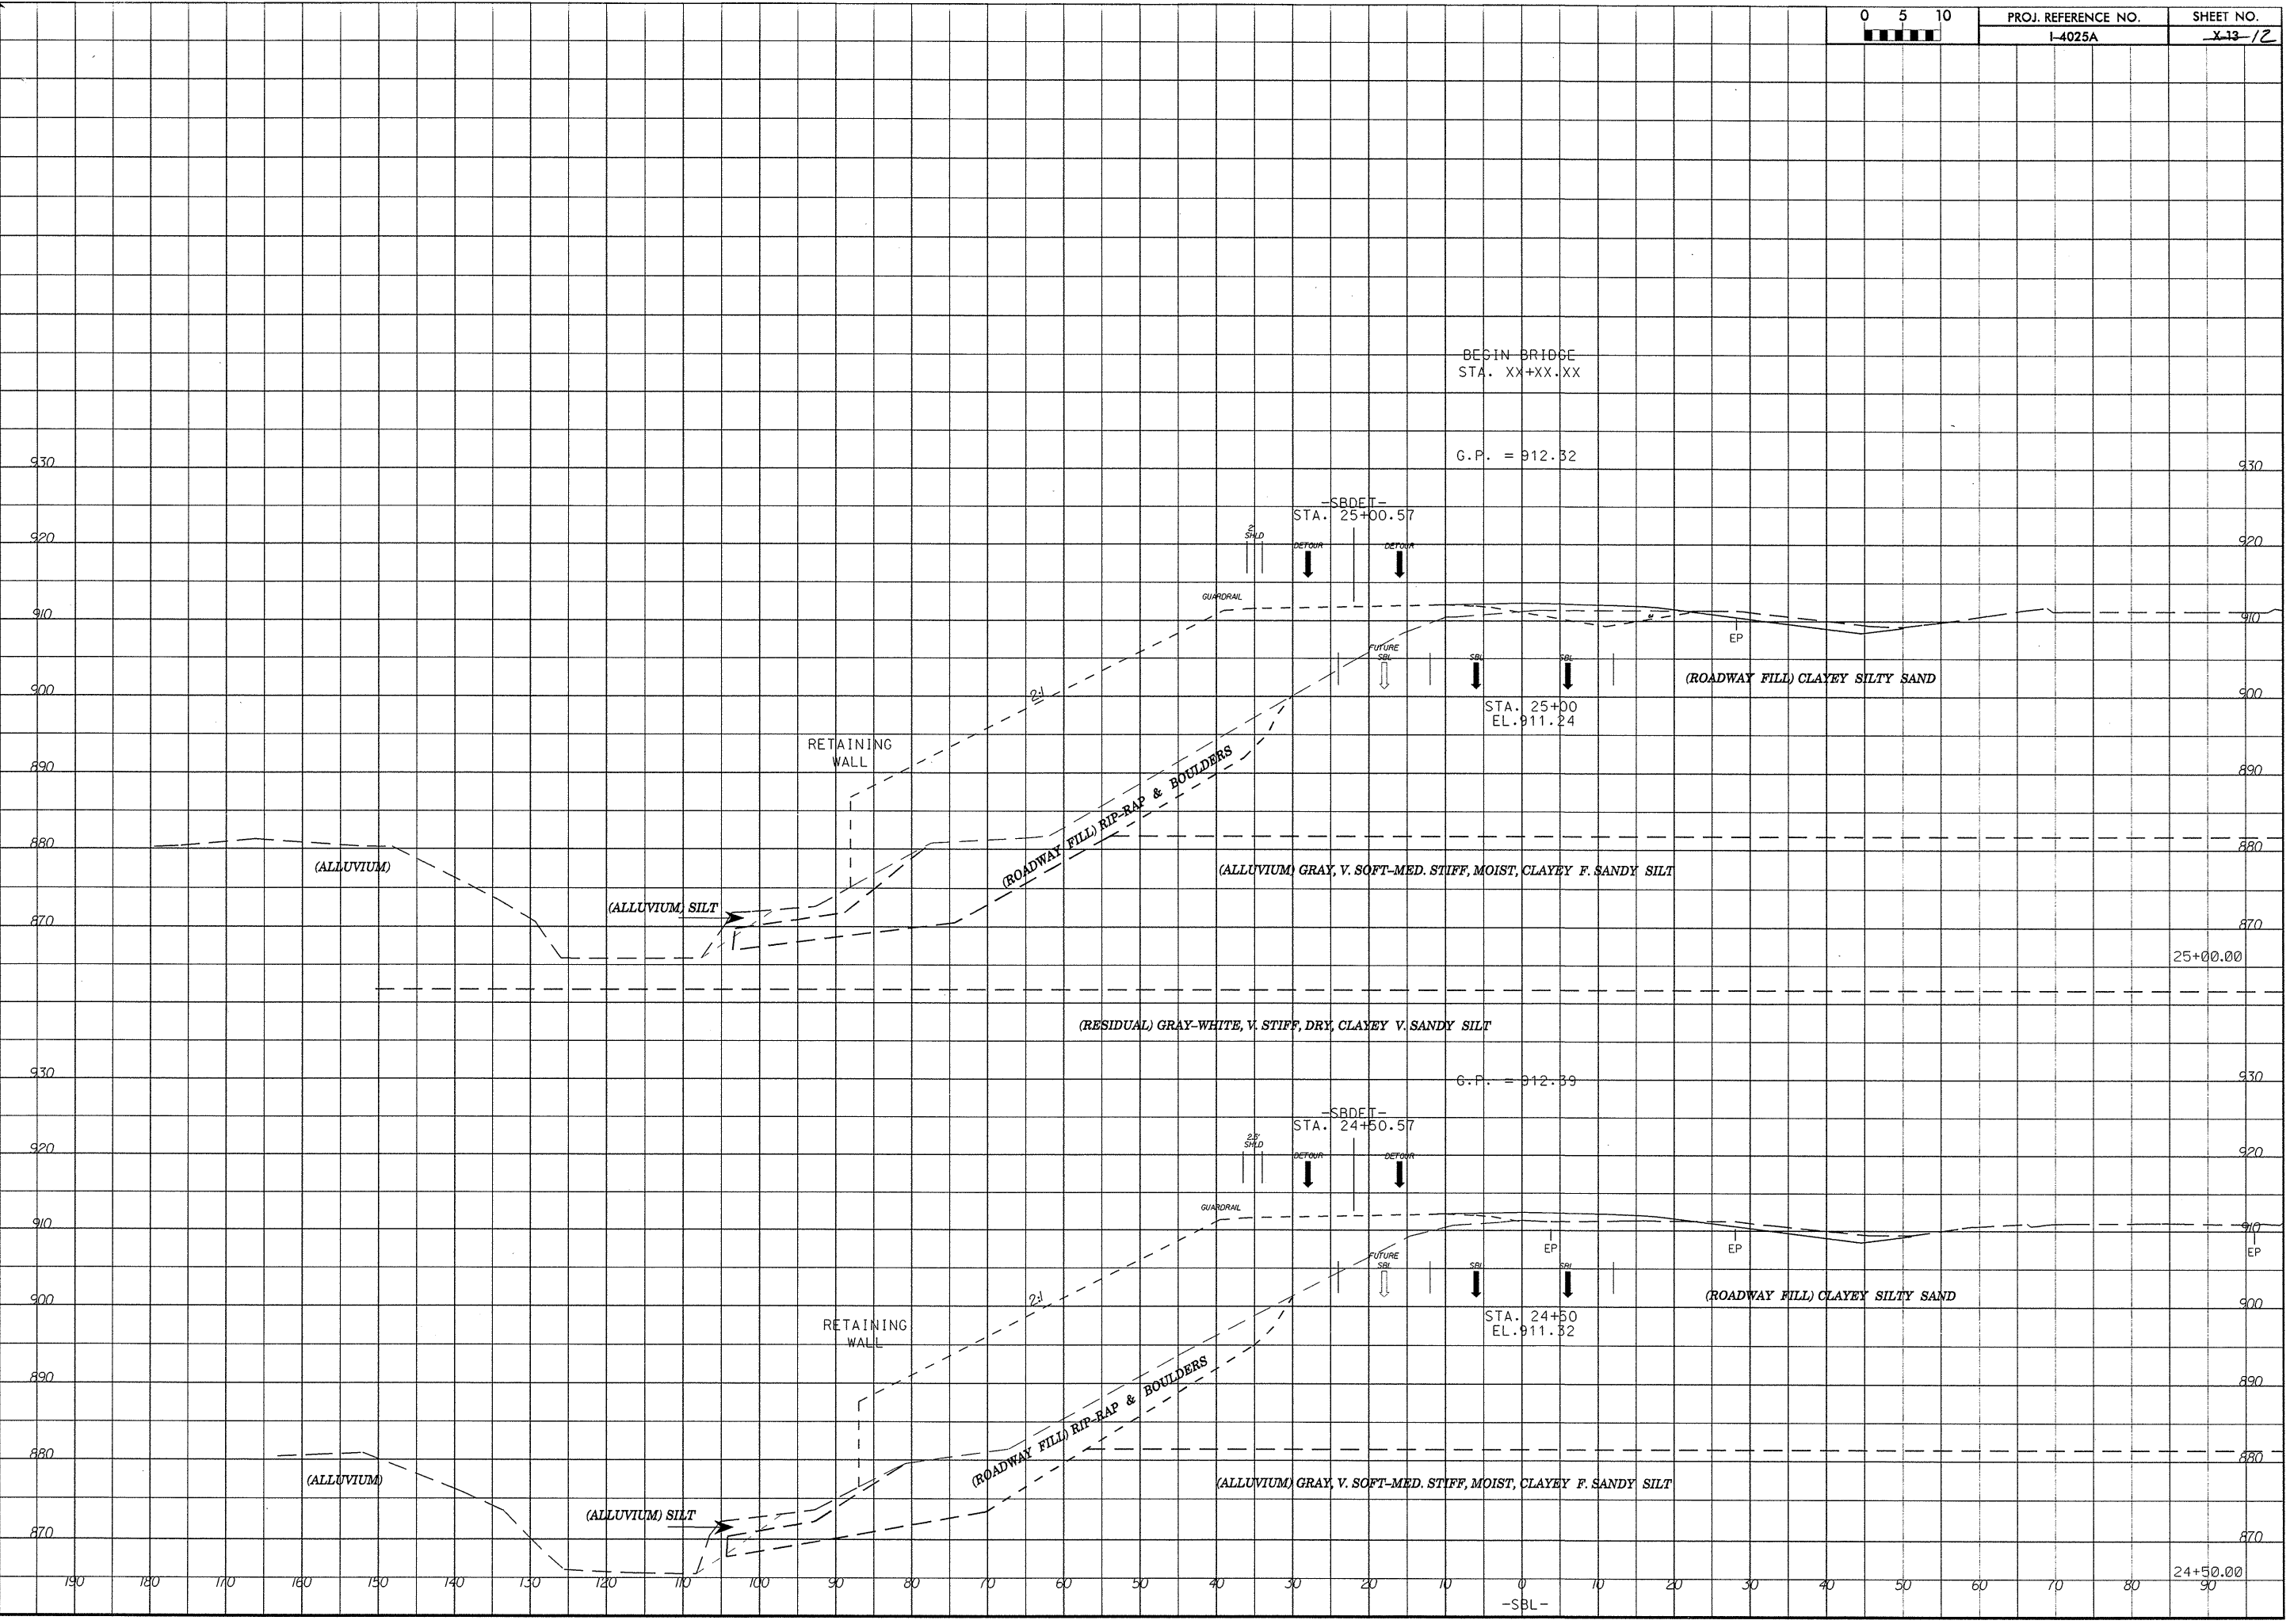 0 5 10
PROJ. REFERENCE NO.
SHEET NO.
I-4025A
X-13 12
BEGIN BRIDGE
STA. XX+XX.XX
930
G.P. = 912.32
930
-SBDET-
STA. 25+00.57
2'
SHLD
920
DETOUR
DETOUR
920
GUARDRAIL
910
910
EP
FUTURE
SBL
SBL
SBL
(ROADWAY FILL) CLAYEY SILTY SAND
2:1
900
900
STA. 25+00
EL.911.24
RETAINING
WALL
890
890
(ROADWAY FILL) RIP-RAP & BOULDERS
880
880
(ALLUVIUM)
(ALLUVIUM) GRAY, V. SOFT-MED. STIFF, MOIST, CLAYEY F. SANDY SILT
(ALLUVIUM) SILT
870
870
25+00.00
(RESIDUAL) GRAY-WHITE, V. STIFF, DRY, CLAYEY V. SANDY SILT
930
G.P. = 912.39
930
-SBDET-
STA. 24+50.57
2.5'
SHLD
920
DETOUR
DETOUR
920
GUARDRAIL
910
910
EP
EP
EP
FUTURE
SBL
SBL
SBL
(ROADWAY FILL) CLAYEY SILTY SAND
2:1
900
900
STA. 24+50
EL.911.32
RETAINING
WALL
890
890
(ROADWAY FILL) RIP-RAP & BOULDERS
880
880
(ALLUVIUM)
(ALLUVIUM) GRAY, V. SOFT-MED. STIFF, MOIST, CLAYEY F. SANDY SILT
(ALLUVIUM) SILT
870
870
24+50.00
190 180 170 160 150 140 130 120 110 100 90 80 70 60 50 40 30 20 10 0 10 20 30 40 50 60 70 80 90
-SBL-